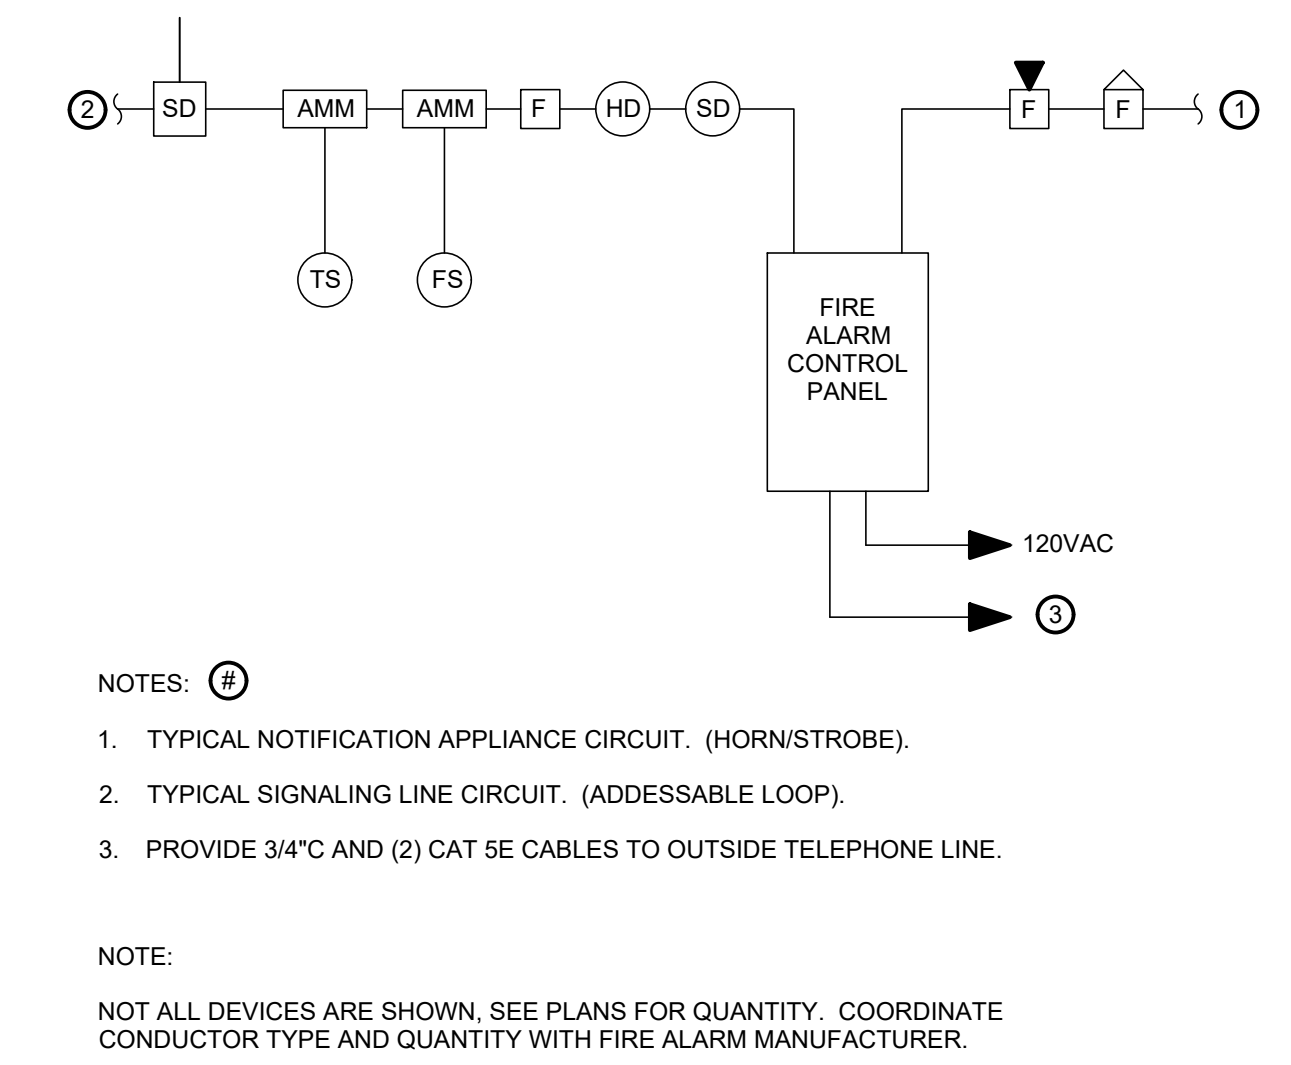 2 SD AMM AMM F HD SD F F 1
TS FS
FIRE
ALARM
CONTROL
PANEL
120VAC
3
NOTES: #
1. TYPICAL NOTIFICATION APPLIANCE CIRCUIT. (HORN/STROBE).
2. TYPICAL SIGNALING LINE CIRCUIT. (ADDESSABLE LOOP).
3. PROVIDE 3/4"C AND (2) CAT 5E CABLES TO OUTSIDE TELEPHONE LINE.
NOTE:
NOT ALL DEVICES ARE SHOWN, SEE PLANS FOR QUANTITY. COORDINATE
CONDUCTOR TYPE AND QUANTITY WITH FIRE ALARM MANUFACTURER.